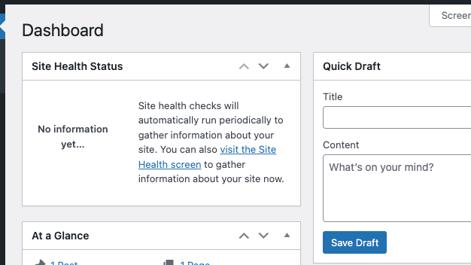 Screen
Dashboard
Site Health Status
No information
yet...
Site health checks will
automatically run periodically to
gather information about your
site. You can also visit the Site
Health screen to gather
information about your site now.
At a Glance
1 Post
1 Page
Quick Draft
Title
Content
What's on your mind?
Save Draft